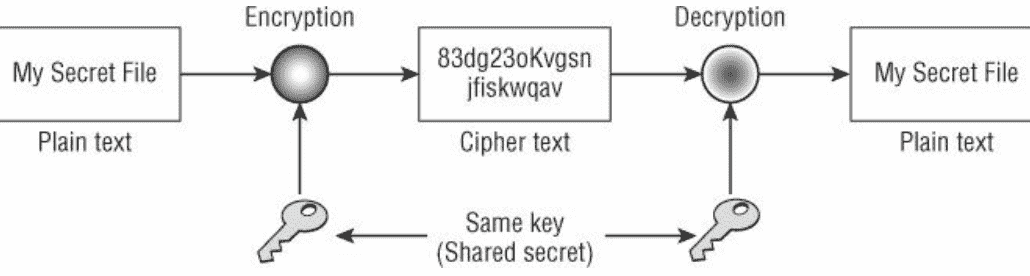 Encryption
Decryption
My Secret File
83dg23oKvgsn
jfiskwqav
My Secret File
Plain text
Cipher text
Plain text
Same key
(Shared secret)